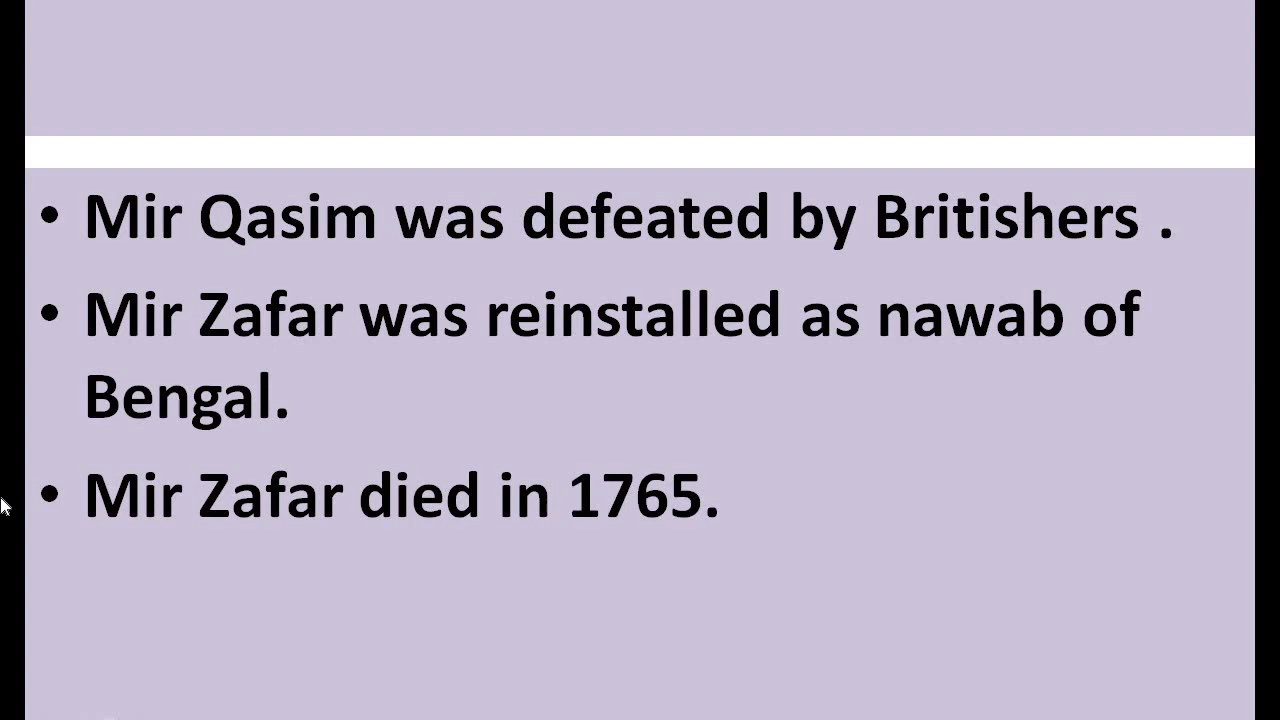 • Mir Qasim was defeated by Britishers .
• Mir Zafar was reinstalled as nawab of
Bengal.
• Mir Zafar died in 1765.